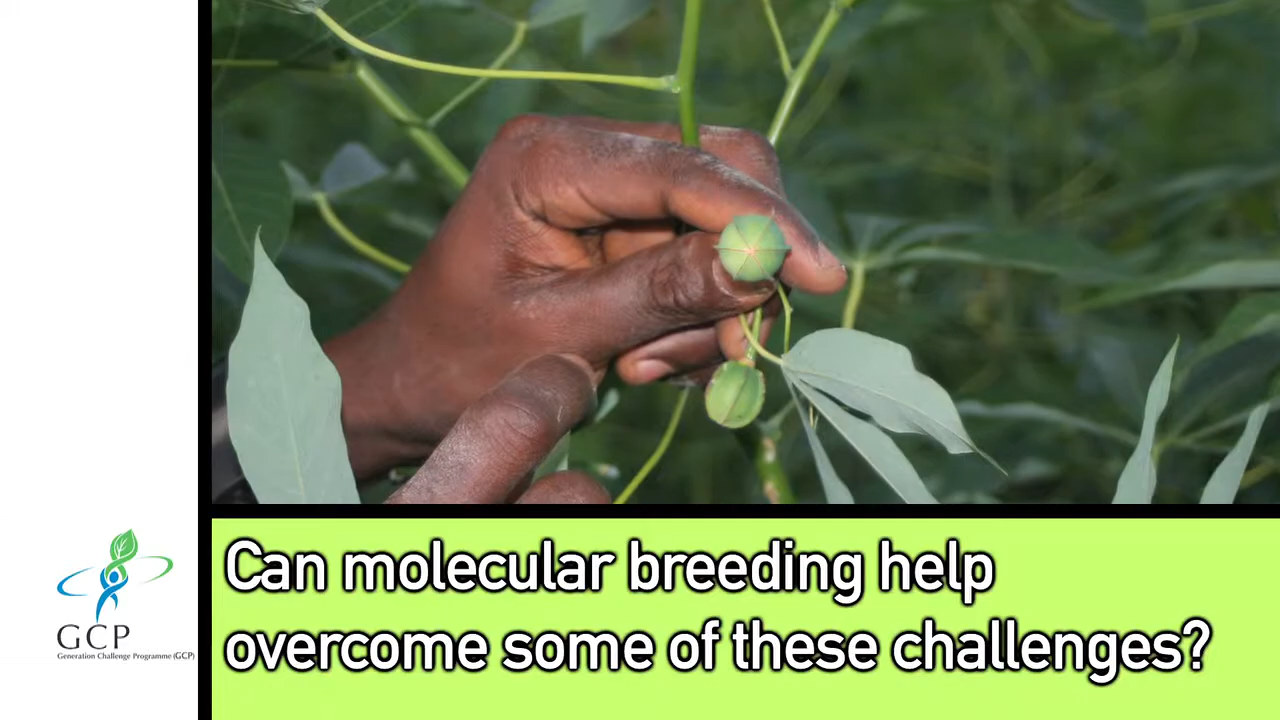 Can molecular breeding help
overcome some of these challenges?
GCP
Generation Challenge Programme (GCP)